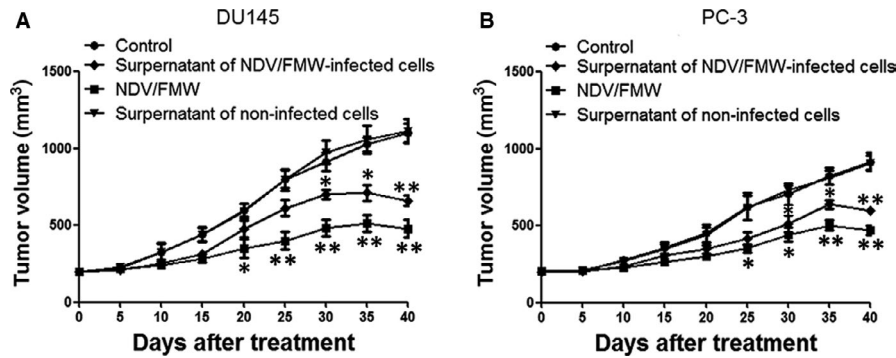 A
DU145
Control
Surpernatant of NDV/FMW-infected cells
NDV/FMW
Surpernatant of non-infected cells
Tumor volume (mm³)
1500
1000
500
0
* *
**
* ** ** ** **
0 5 10 15 20 25 30 35 40
Days after treatment
B
PC-3
Control
Surpernatant of NDV/FMW-infected cells
NDV/FMW
Surpernatant of non-infected cells
Tumor volume (mm³)
1500
1000
500
0
* *
**
* * ** **
0 5 10 15 20 25 30 35 40
Days after treatment